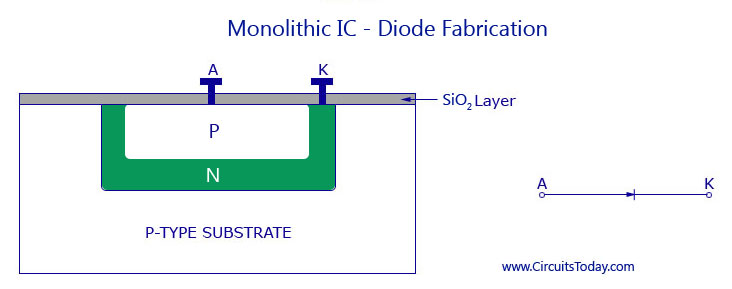 Monolithic IC - Diode Fabrication
A K
SiO2 Layer
P
N
A K
P-TYPE SUBSTRATE
www.CircuitsToday.com